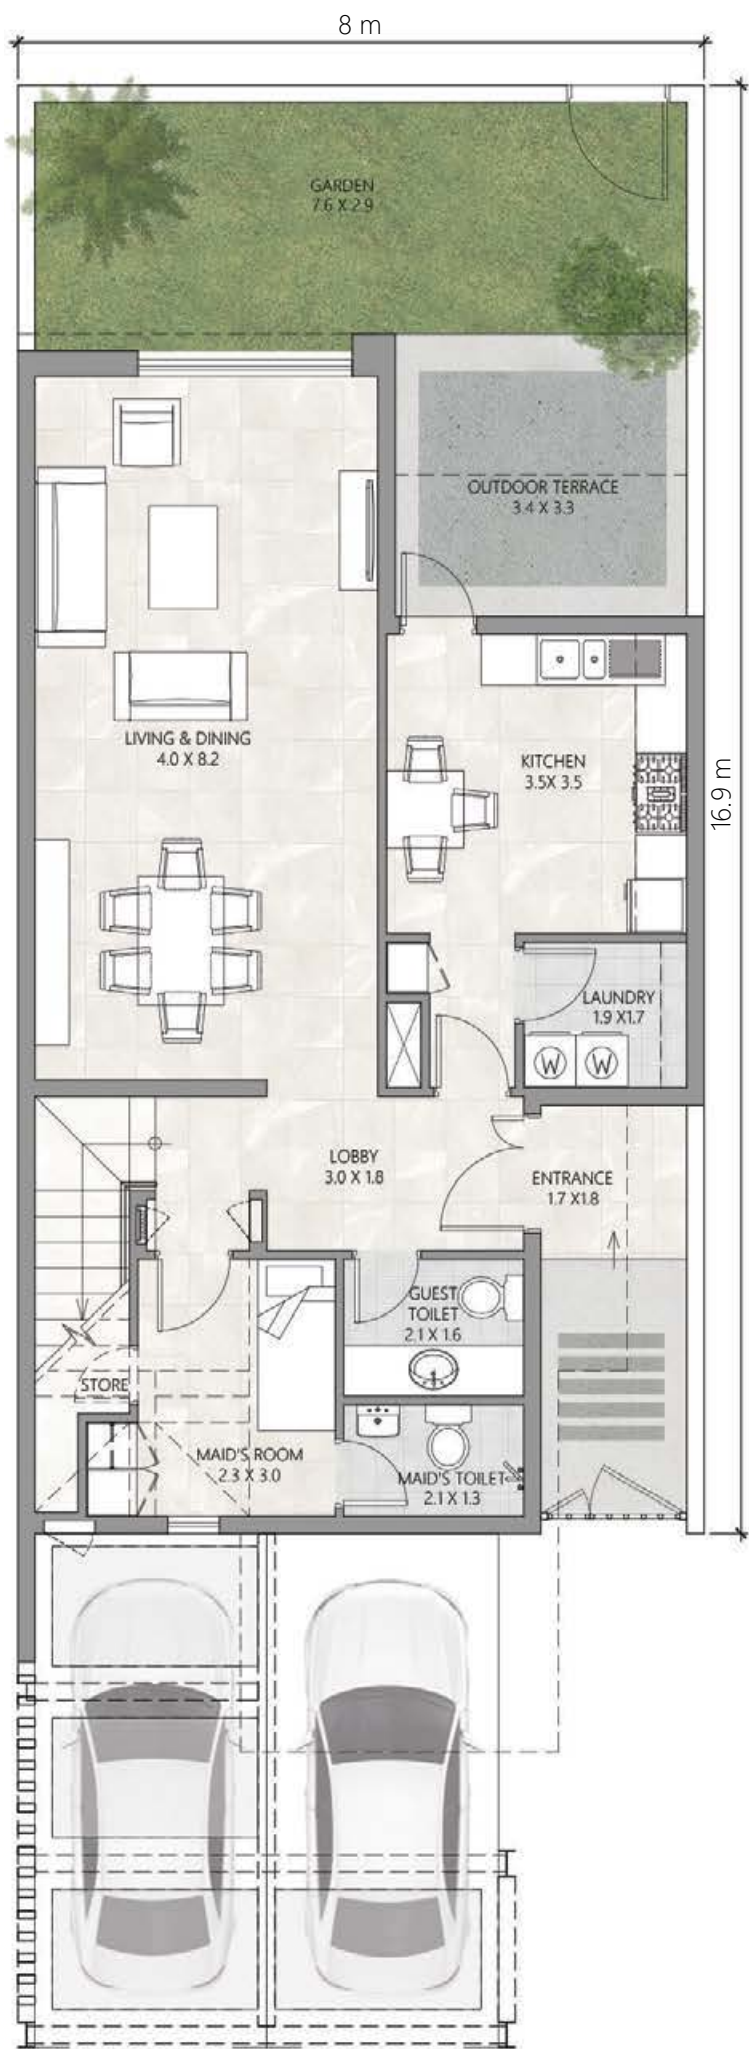 8 m
GARDEN
7.6 X 2.9
OUTDOOR TERRACE
3.4 X 3.3
LIVING & DINING
4.0 X 8.2
KITCHEN
3.5X 3.5
16.9 m
LAUNDRY
1.9 X1.7
W
W
LOBBY
3.0 X 1.8
ENTRANCE
1.7 X1.8
GUEST
TOILET
2.1 X 1.6
STORE
MAID'S ROOM
2.3 X 3.0
MAID'S TOILET
2.1 X 1.3